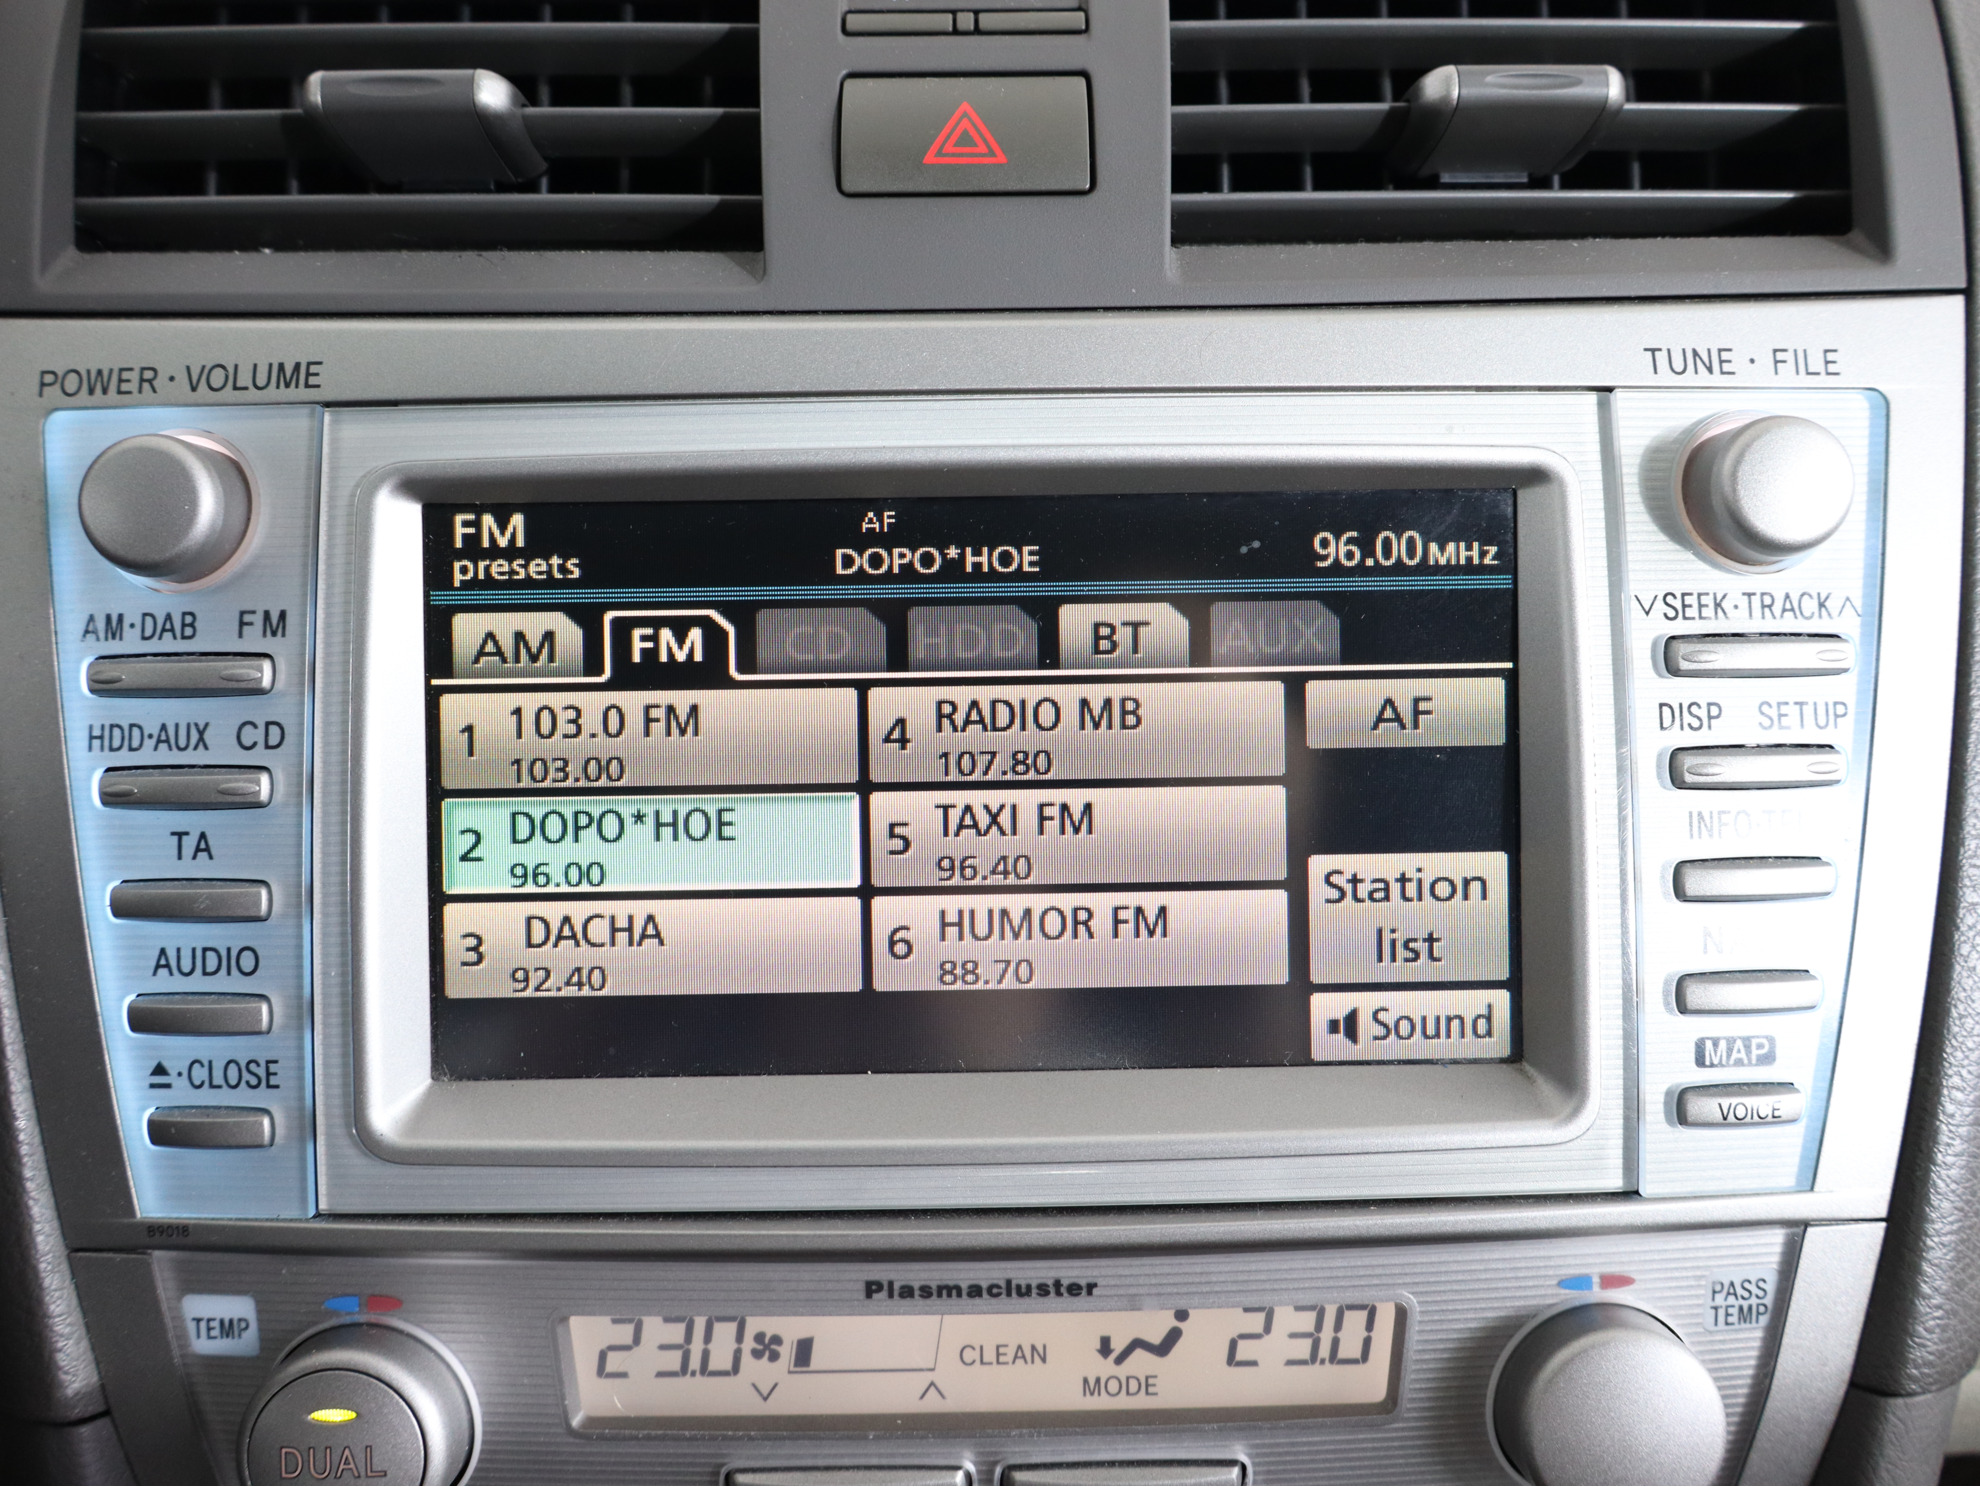 POWER·VOLUME
TUNE · FILE
AM·DAB FM
HDD·AUX CD
TA
AUDIO
⏏·CLOSE
FM
presets
AF
DOPO*HOE
96.00MHz
AM FM CD HDD BT AUX
1 103.0 FM
103.00
2 DOPO*HOE
96.00
3 DACHA
92.40
4 RADIO MB
107.80
5 TAXI FM
96.40
6 HUMOR FM
88.70
AF
Station
list
Sound
∨SEEK·TRACK∧
DISP SETUP
MAP
VOICE
B9018
Plasmacluster
TEMP
23.0
CLEAN
MODE
23.0
PASS
TEMP
DUAL